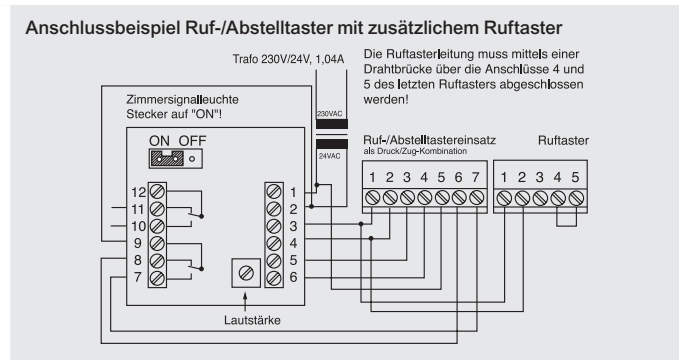 Anschlussbeispiel Ruf-/Abstelltaster mit zusätzlichem Ruftaster
Trafo 230V/24V, 1,04A
Die Ruftasterleitung muss mittels einer
Drahtbrücke über die Anschlüsse 4 und
5 des letzten Ruftasters abgeschlossen
werden!
Zimmersignalleuchte
Stecker auf "ON"!
230VAC
24VAC
ON OFF
Ruf-/Abstelltastereinsatz
als Druck/Zug-Kombination
Ruftaster
1 2 3 4 5 6 7
1 2 3 4 5
12
11
10
9
8
7
1
2
3
4
5
6
Lautstärke